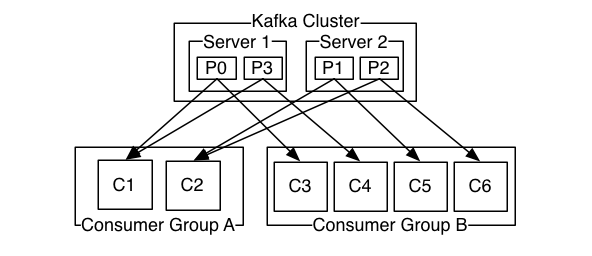 Kafka Cluster
Server 1 Server 2
P0 P3 P1 P2
C1 C2 C3 C4 C5 C6
Consumer Group A Consumer Group B